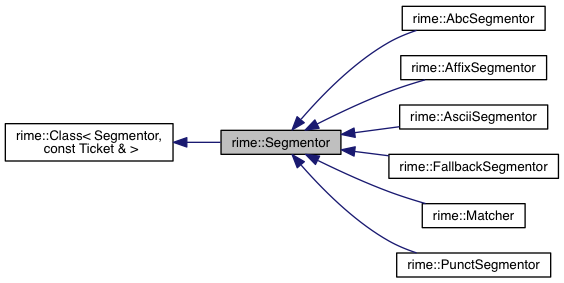 rime::Class< Segmentor,
const Ticket & >
rime::Segmentor
rime::AbcSegmentor
rime::AffixSegmentor
rime::AsciiSegmentor
rime::FallbackSegmentor
rime::Matcher
rime::PunctSegmentor